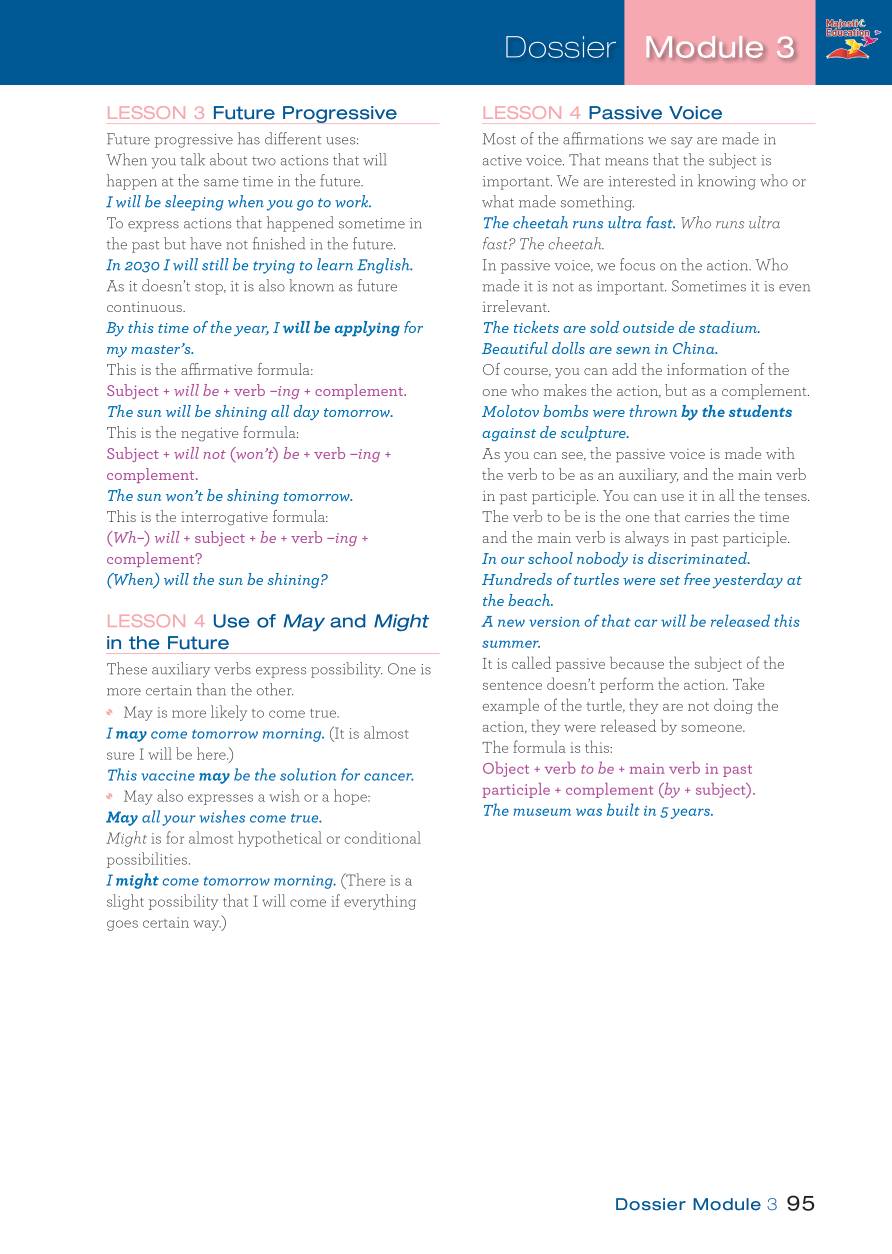 Dossier Module 3
Majestic
Education
LESSON 3 Future Progressive
Future progressive has different uses:
When you talk about two actions that will
happen at the same time in the future.
I will be sleeping when you go to work.
To express actions that happened sometime in
the past but have not finished in the future.
In 2030 I will still be trying to learn English.
As it doesn't stop, it is also known as future
continuous.
By this time of the year, I will be applying for
my master's.
This is the affirmative formula:
Subject + will be + verb –ing + complement.
The sun will be shining all day tomorrow.
This is the negative formula:
Subject + will not (won't) be + verb –ing +
complement.
The sun won't be shining tomorrow.
This is the interrogative formula:
(Wh–) will + subject + be + verb –ing +
complement?
(When) will the sun be shining?
LESSON 4 Use of May and Might
in the Future
These auxiliary verbs express possibility. One is
more certain than the other.
May is more likely to come true.
I may come tomorrow morning. (It is almost
sure I will be here.)
This vaccine may be the solution for cancer.
May also expresses a wish or a hope:
May all your wishes come true.
Might is for almost hypothetical or conditional
possibilities.
I might come tomorrow morning. (There is a
slight possibility that I will come if everything
goes certain way.)
LESSON 4 Passive Voice
Most of the affirmations we say are made in
active voice. That means that the subject is
important. We are interested in knowing who or
what made something.
The cheetah runs ultra fast. Who runs ultra
fast? The cheetah.
In passive voice, we focus on the action. Who
made it is not as important. Sometimes it is even
irrelevant.
The tickets are sold outside de stadium.
Beautiful dolls are sewn in China.
Of course, you can add the information of the
one who makes the action, but as a complement.
Molotov bombs were thrown by the students
against de sculpture.
As you can see, the passive voice is made with
the verb to be as an auxiliary, and the main verb
in past participle. You can use it in all the tenses.
The verb to be is the one that carries the time
and the main verb is always in past participle.
In our school nobody is discriminated.
Hundreds of turtles were set free yesterday at
the beach.
A new version of that car will be released this
summer.
It is called passive because the subject of the
sentence doesn't perform the action. Take
example of the turtle, they are not doing the
action, they were released by someone.
The formula is this:
Object + verb to be + main verb in past
participle + complement (by + subject).
The museum was built in 5 years.
Dossier Module 3 95